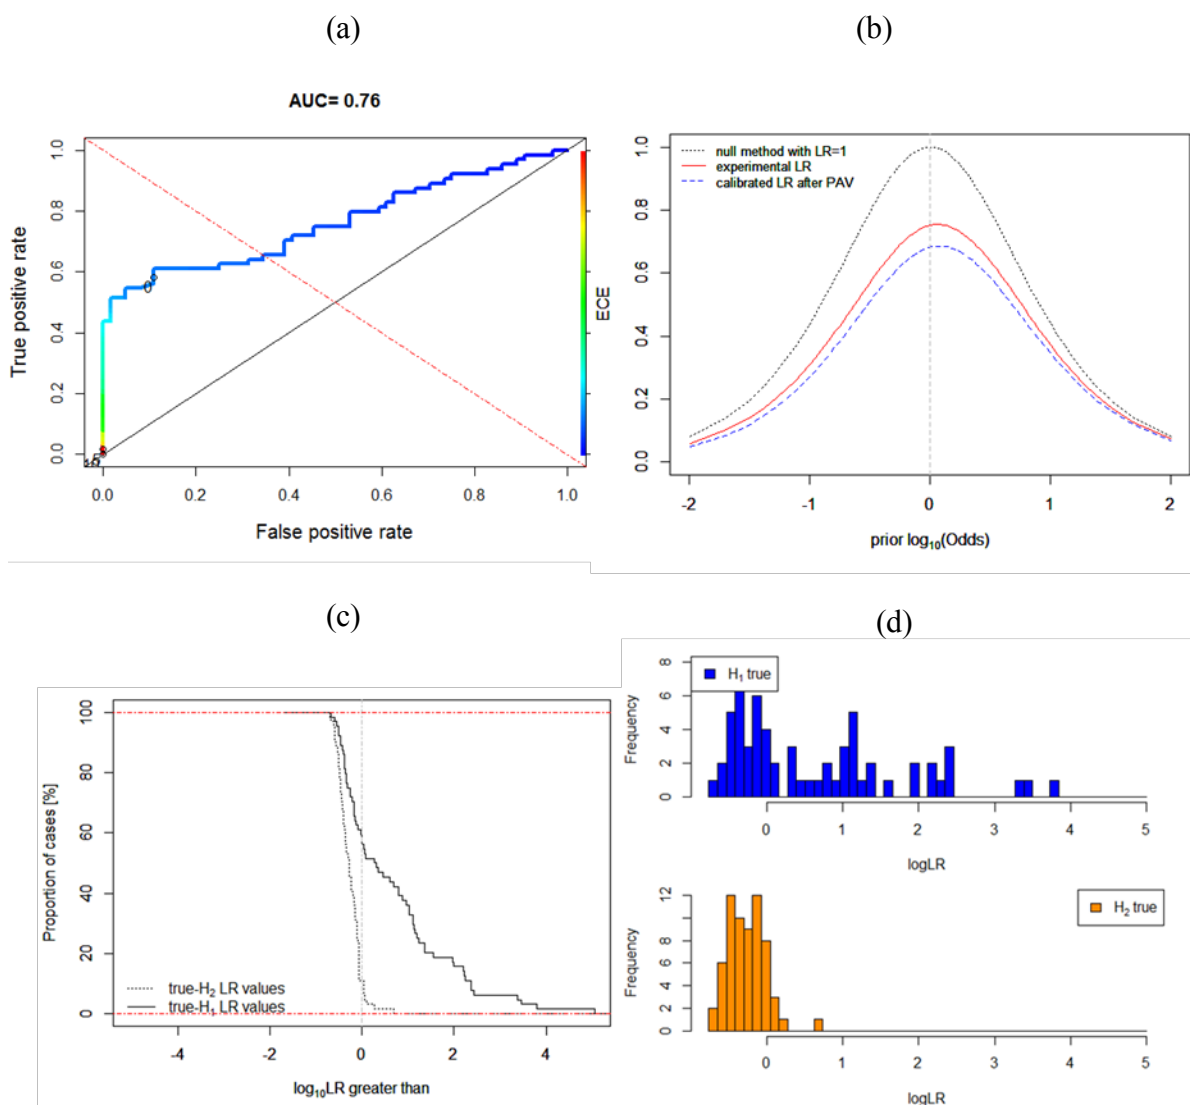 (a)
(b)
AUC= 0.76
True positive rate
0.0 0.2 0.4 0.6 0.8 1.0
0
0.0 0.2 0.4 0.6 0.8 1.0
False positive rate
ECE
null method with LR=1
experimental LR
calibrated LR after PAV
0.0 0.2 0.4 0.6 0.8 1.0
-2 -1 0 1 2
prior log₁₀(Odds)
(c)
(d)
Proportion of cases [%]
0 20 40 60 80 100
true-H₂ LR values
true-H₁ LR values
-4 -2 0 2 4
log₁₀LR greater than
H₁ true
Frequency
0 2 4 6 8
0 1 2 3 4 5
logLR
H₂ true
Frequency
0 3 6 9 12
0 1 2 3 4 5
logLR